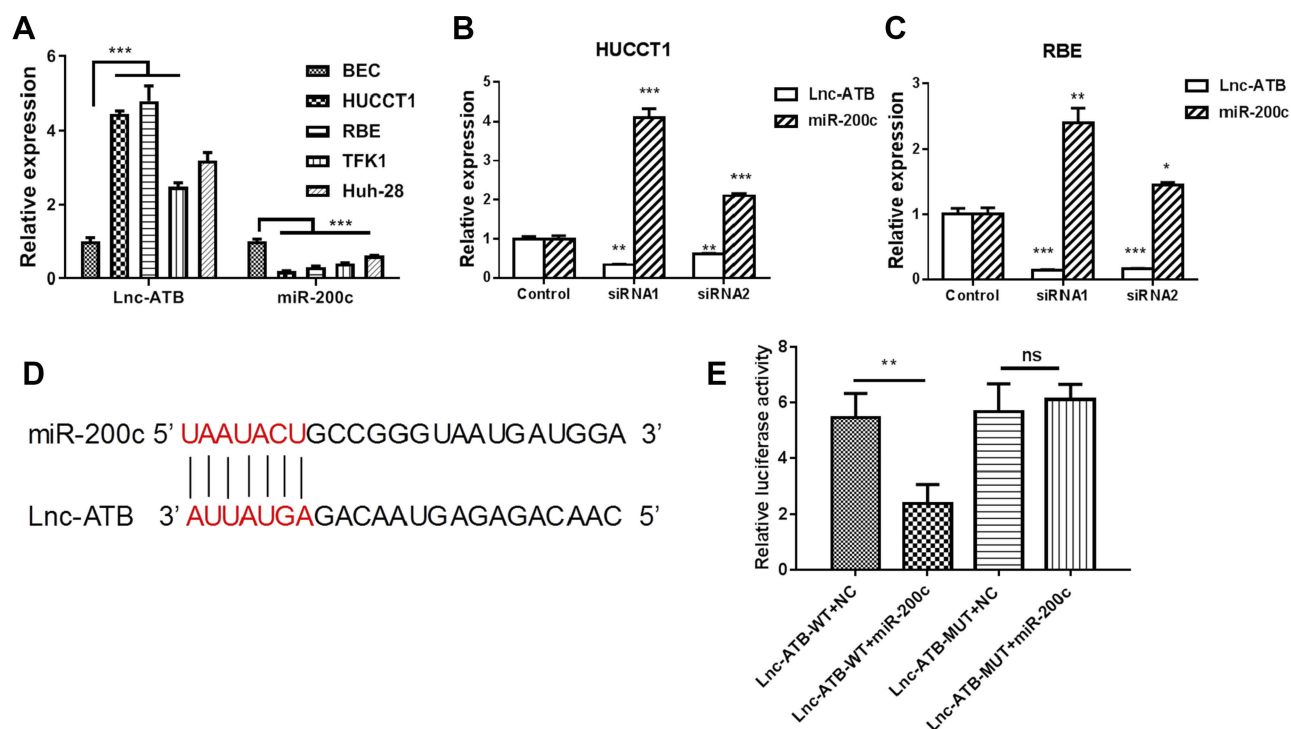 A
Relative expression
6
4
2
0
***
***
BEC
HUCCT1
RBE
TFK1
Huh-28
Lnc-ATB
miR-200c
B
HUCCT1
Relative expression
5
4
3
2
1
0
**
***
**
***
Lnc-ATB
miR-200c
Control
siRNA1
siRNA2
C
RBE
Relative expression
3
2
1
0
***
**
***
*
Lnc-ATB
miR-200c
Control
siRNA1
siRNA2
D
miR-200c 5’ UAAUACUGCCGGGUAAUGAUGGA 3’
Lnc-ATB 3’ AUUAUGAGACAAUGAGAGACAAC 5’
E
Relative luciferase activity
8
6
4
2
0
**
ns
Lnc-ATB-WT+NC
Lnc-ATB-WT+miR-200c
Lnc-ATB-MUT+NC
Lnc-ATB-MUT+miR-200c